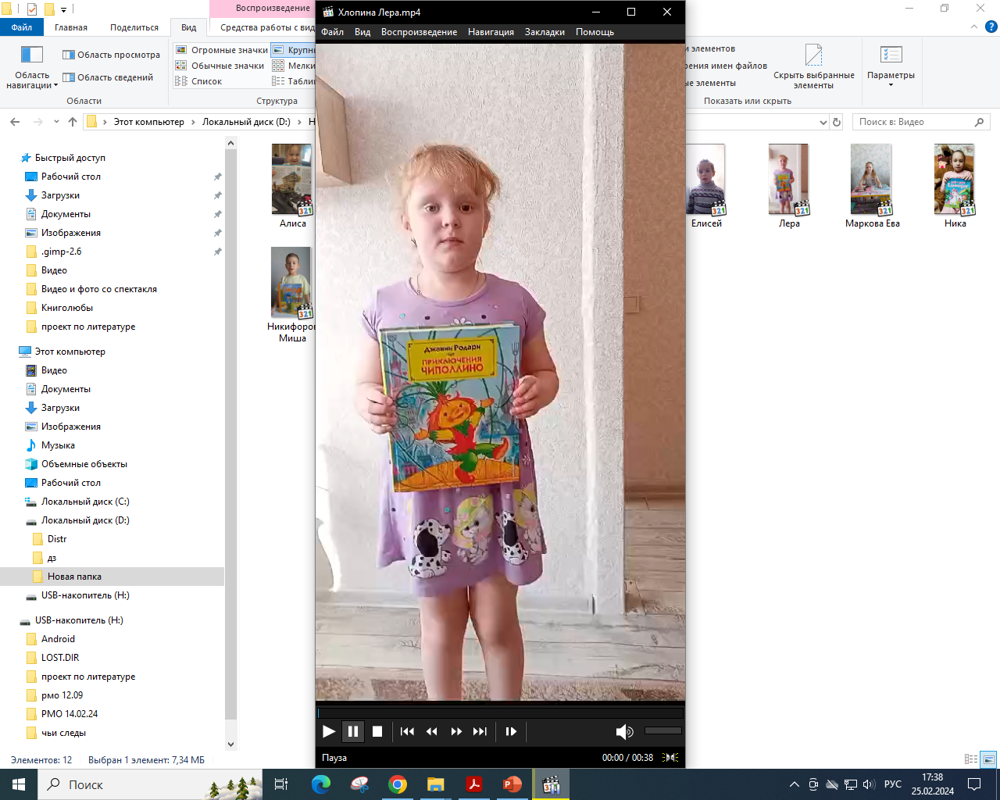 Воспроизведение
Хлопина Лера.mp4
Файл
Главная
Поделиться
Вид
Средства работы с вид
Файл Вид Воспроизведение Навигация Закладки Помощь
Область навигации
Область просмотра
Область сведений
Области
Огромные значки
Крупн
Обычные значки
Мелки
Список
Таблиц
Структура
и элементов
рения имен файлов
ые элементы
Скрыть выбранные
элементы
Показать или скрыть
Параметры
Этот компьютер
Локальный диск (D:)
Н
Поиск в: Видео
Быстрый доступ
Рабочий стол
Загрузки
Документы
Изображения
.gimp-2.6
Видео
Видео и фото со спектакля
Книголюбы
проект по литературе
Этот компьютер
Видео
Документы
Загрузки
Изображения
Музыка
Объемные объекты
Рабочий стол
Локальный диск (C:)
Локальный диск (D:)
Distr
дз
Новая папка
USB-накопитель (H:)
USB-накопитель (H:)
Android
LOST.DIR
проект по литературе
рмо 12.09
РМО 14.02.24
чьи следы
Алиса
Никифоров
Миша
Елисей
Лера
Маркова Ева
Ника
Джанни Родари
ПРИКЛЮЧЕНИЯ
ЧИПОЛЛИНО
Пауза
00:00 / 00:38
Элементов: 12
Выбран 1 элемент: 7,34 МБ
Поиск
РУС
17:38
25.02.2024